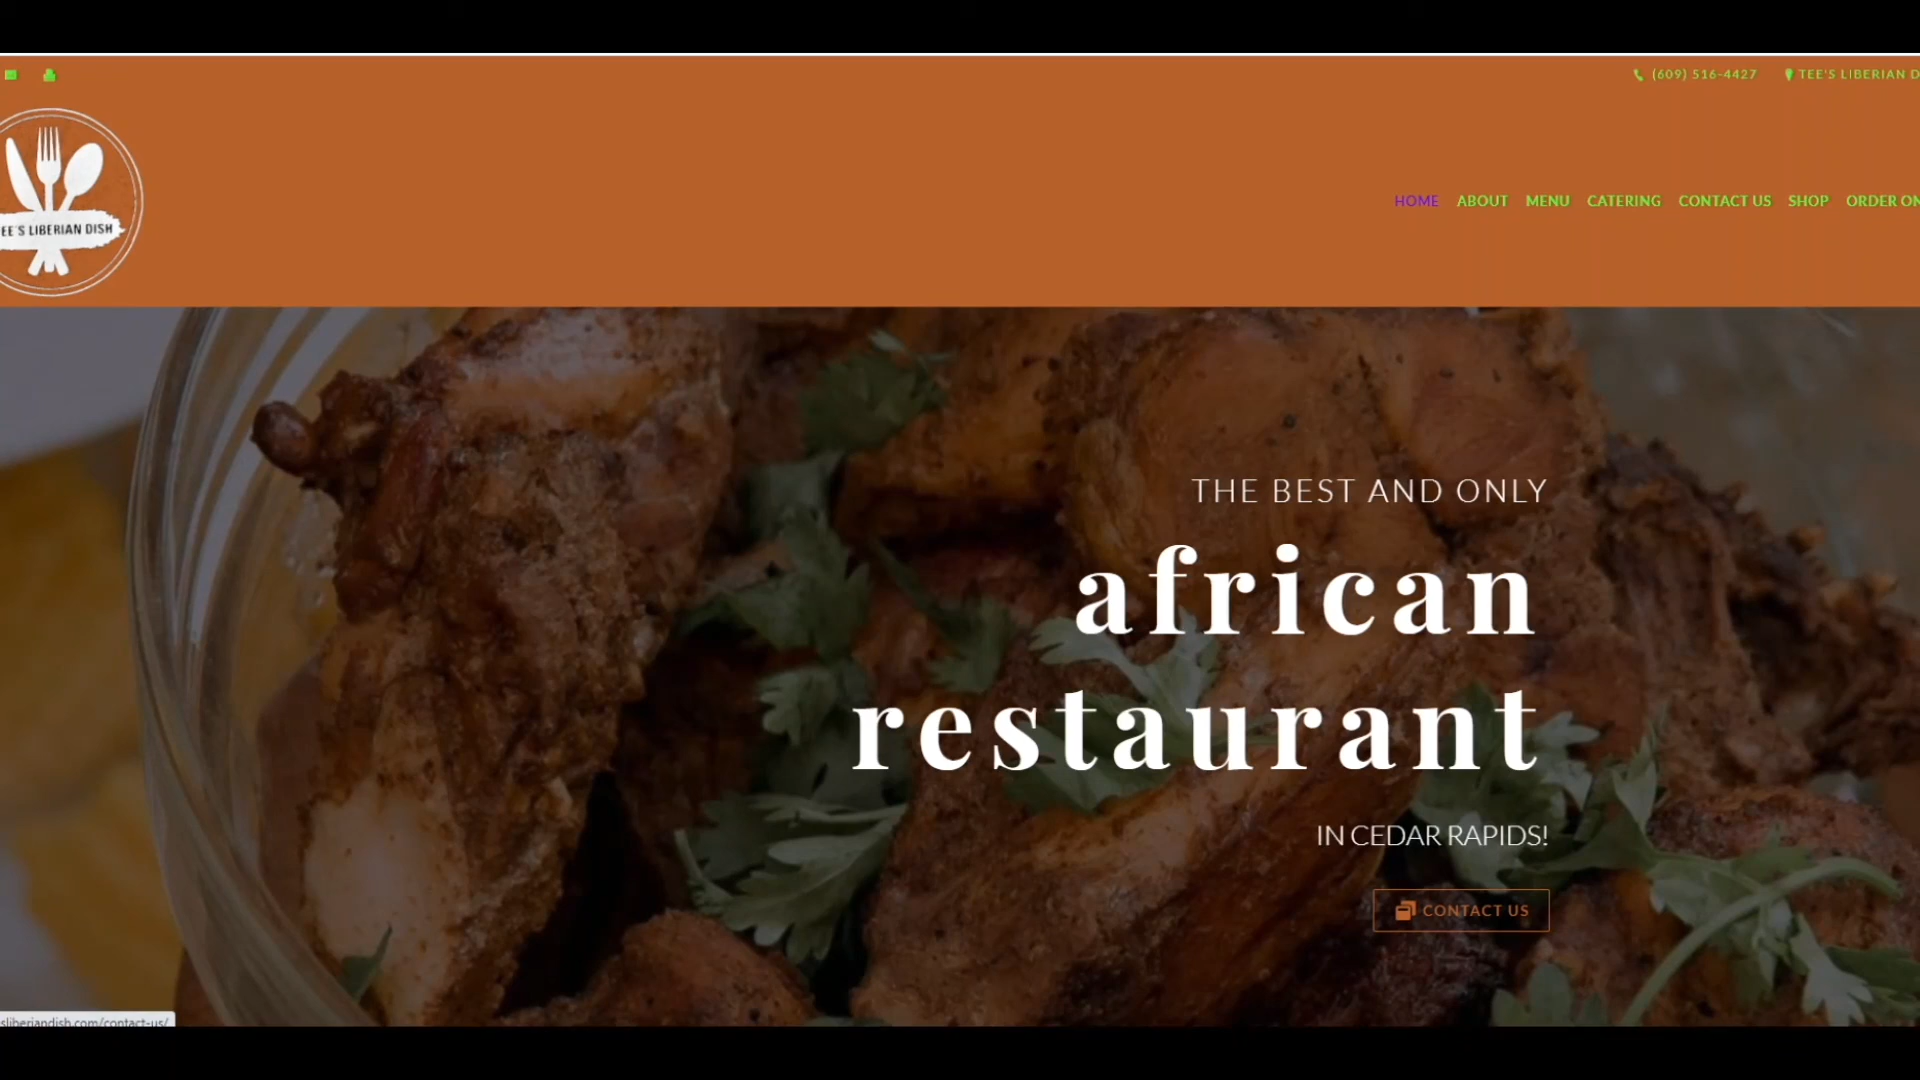 (609) 516-4427
TEE'S LIBERIAN
EE'S LIBERIAN DISH
HOME ABOUT MENU CATERING CONTACT US SHOP ORDER
THE BEST AND ONLY
african
restaurant
IN CEDAR RAPIDS!
CONTACT US
sliberiandish.com/contact-us/